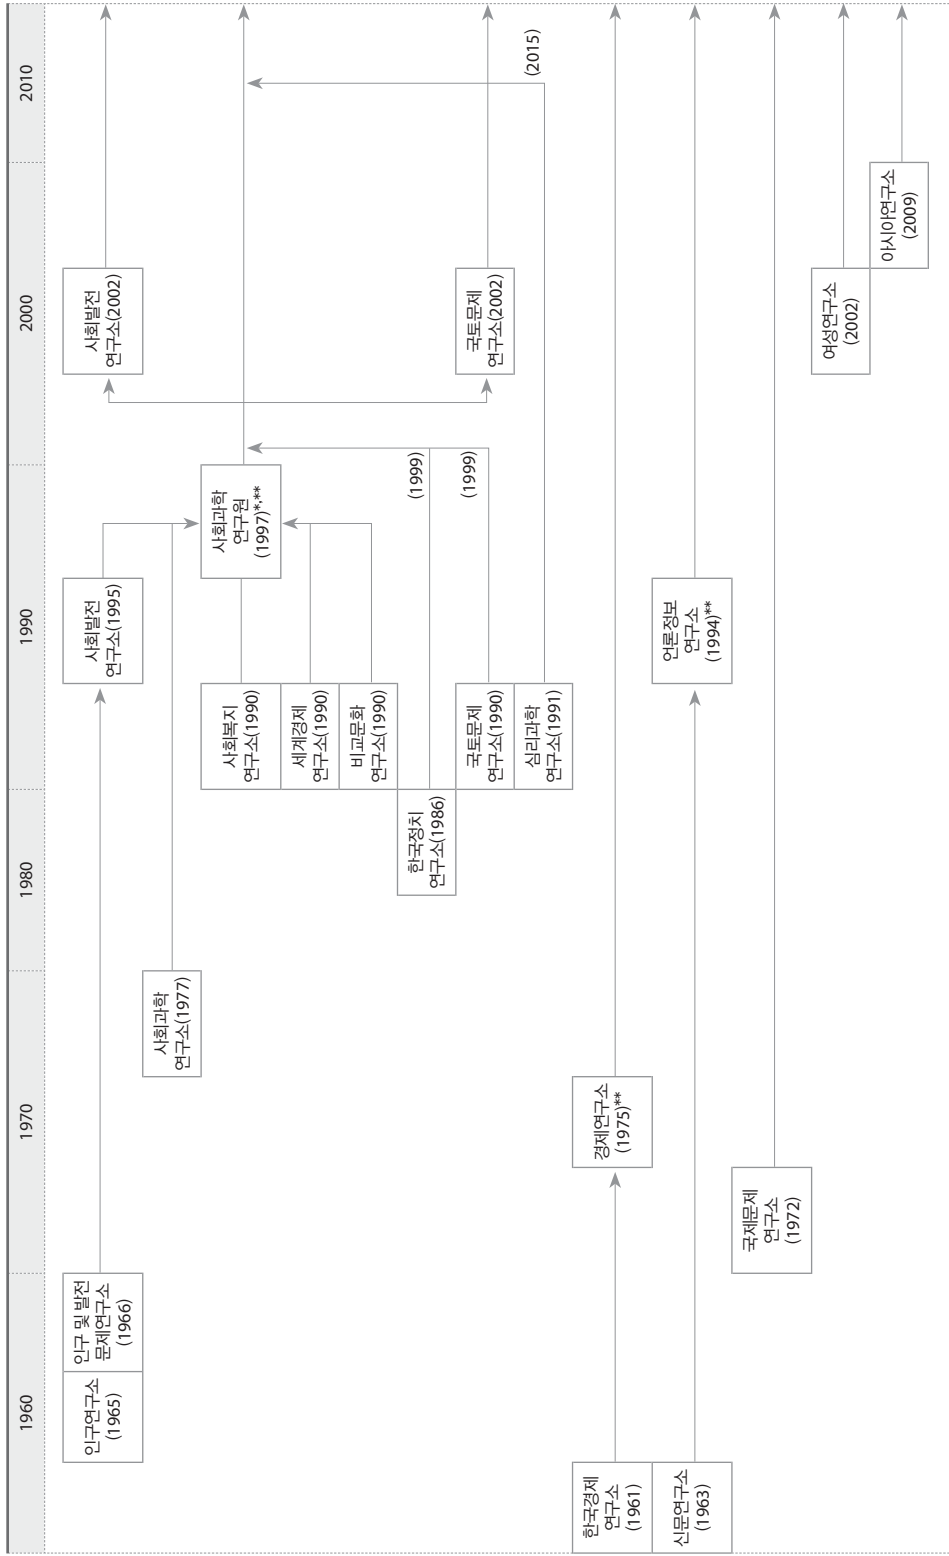 1960
1970
1980
1990
2000
2010
인구연구소
(1965)
인구 및 발전
문제연구소
(1966)
사회발전
연구소(1995)
사회발전
연구소(2002)
사회과학
연구소(1977)
사회복지
연구소(1990)
사회과학
연구원
(1997)*,**
세계경제
연구소(1990)
비교문화
연구소(1990)
한국정치
연구소(1986)
(1999)
국토문제
연구소(1990)
(1999)
국토문제
연구소(2002)
심리과학
연구소(1991)
(2015)
한국경제
연구소
(1961)
경제연구소
(1975)**
신문연구소
(1963)
언론정보
연구소
(1994)**
국제문제
연구소
(1972)
여성연구소
(2002)
아시아연구소
(2009)